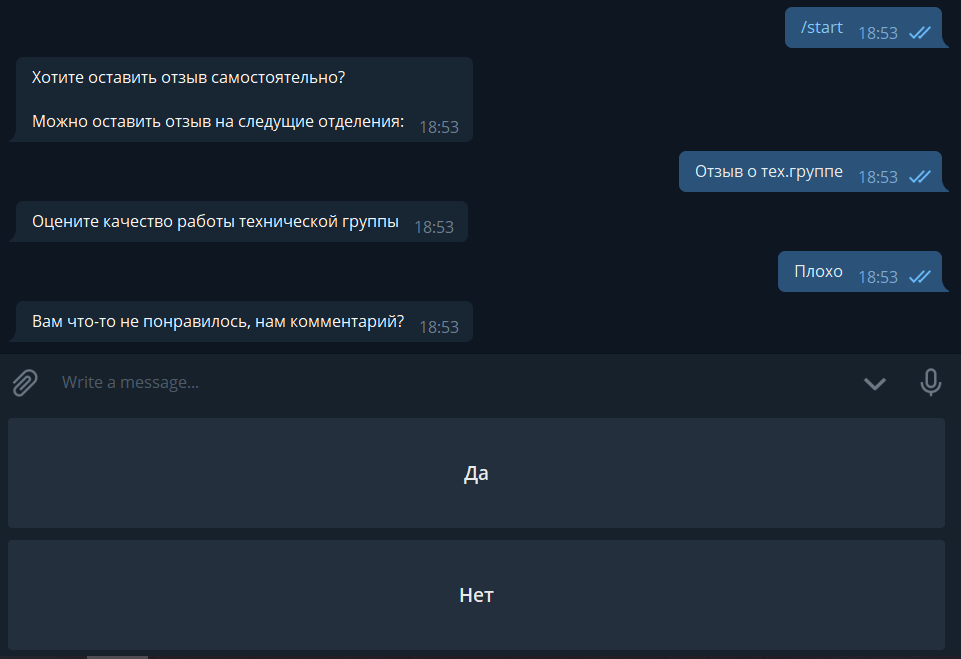 /start 18:53
Хотите оставить отзыв самостоятельно?
Можно оставить отзыв на следущие отделения: 18:53
Отзыв о тех.группе 18:53
Оцените качество работы технической группы 18:53
Плохо 18:53
Вам что-то не понравилось, нам комментарий? 18:53
Write a message...
Да
Нет